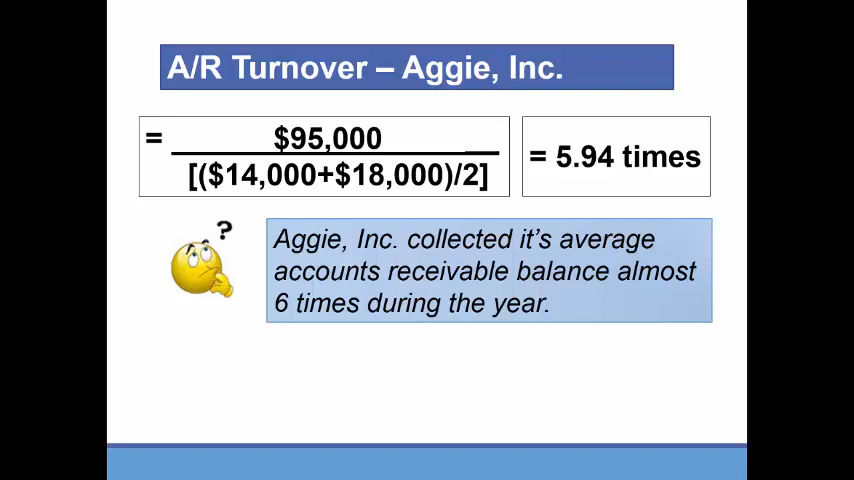 A/R Turnover – Aggie, Inc.
= $95,000
[($14,000+$18,000)/2]
= 5.94 times
?
Aggie, Inc. collected it's average
accounts receivable balance almost
6 times during the year.